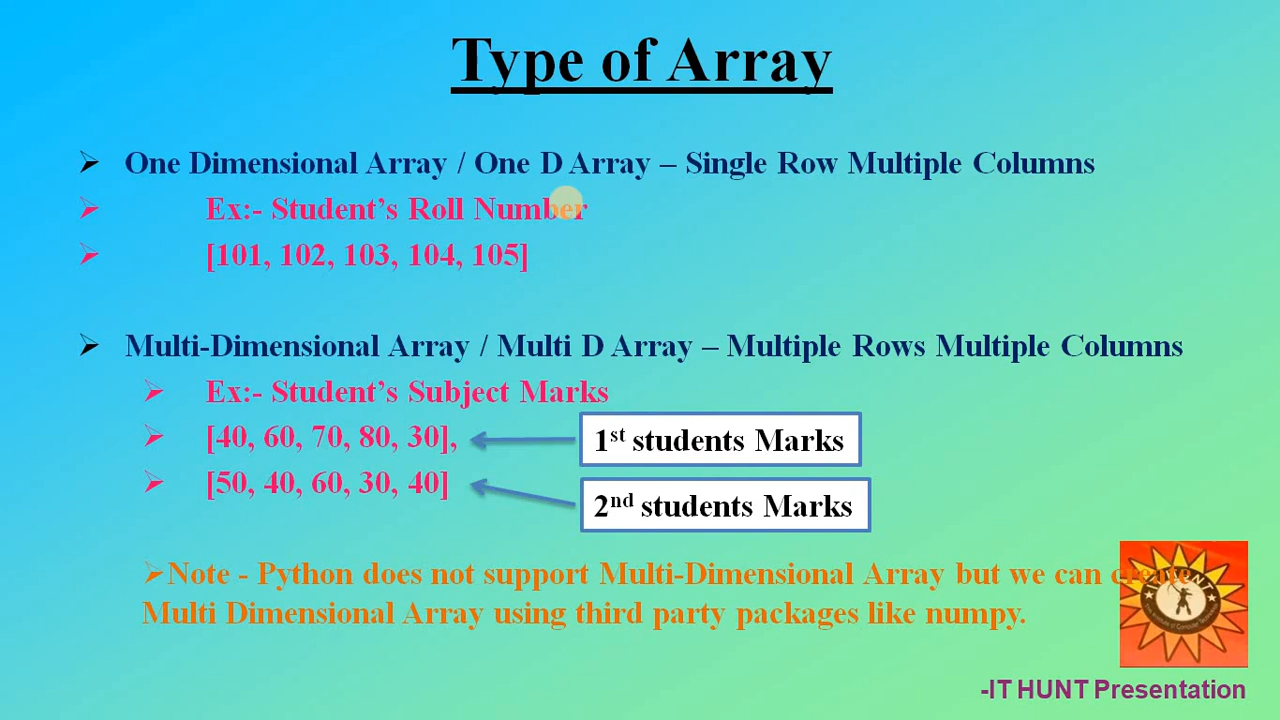 Type of Array
One Dimensional Array / One D Array – Single Row Multiple Columns
Ex:- Student’s Roll Number
[101, 102, 103, 104, 105]
Multi-Dimensional Array / Multi D Array – Multiple Rows Multiple Columns
Ex:- Student’s Subject Marks
[40, 60, 70, 80, 30],
1st students Marks
[50, 40, 60, 30, 40]
2nd students Marks
Note - Python does not support Multi-Dimensional Array but we can create
Multi Dimensional Array using third party packages like numpy.
-IT HUNT Presentation